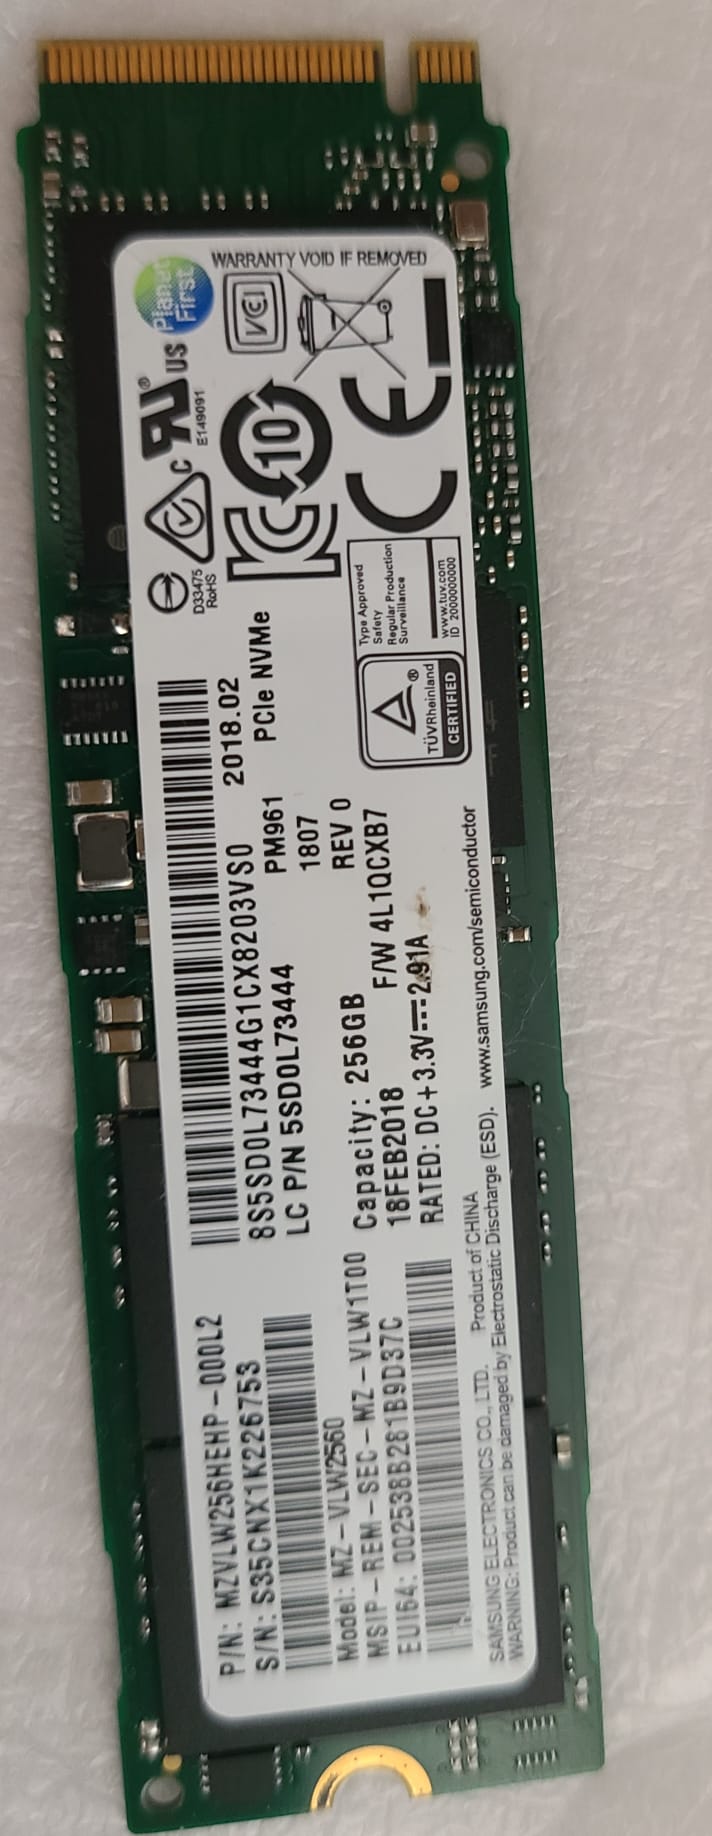 WARRANTY VOID IF REMOVED
Planet
First
VCI
c RU® US
E149091
10
D33475
RoHS
CE
Type Approved
Safety
Regular Production
Surveillance
www.tuv.com
ID 2000000000
TÜVRheinland®
CERTIFIED
8S5SD0L73444G1CX8203VS0 2018.02
LC P/N 5SD0L73444 PM961 PCIe NVMe
1807
Capacity: 256GB REV 0
18FEB2018 F/W 4L1QCXB7
RATED: DC+3.3V 2.91A
P/N: MZVLW256HEHP-000L2
S/N: S35CNX1K226753
Model: MZ-VLW2560
MSIP-REM-SEC-MZ-VLW1T00
EUI64: 002538B281B9D37C
SAMSUNG ELECTRONICS CO., LTD. Product of CHINA
WARNING: Product can be damaged by Electrostatic Discharge (ESD). www.samsung.com/semiconductor